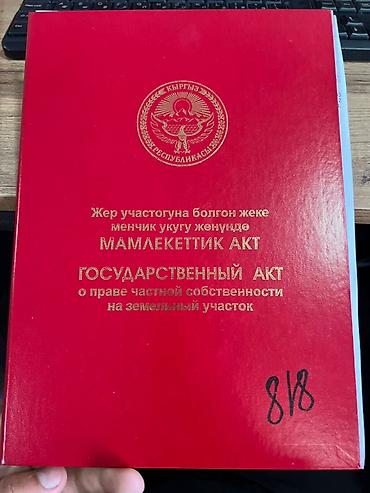 КЫРГЫЗ
РЕСПУБЛИКАСЫ
Жер участогуна болгон жеке
менчик укугу жөнүндө
МАМЛЕКЕТТИК АКТ
ГОСУДАРСТВЕННЫЙ АКТ
о праве частной собственности
на земельный участок
818